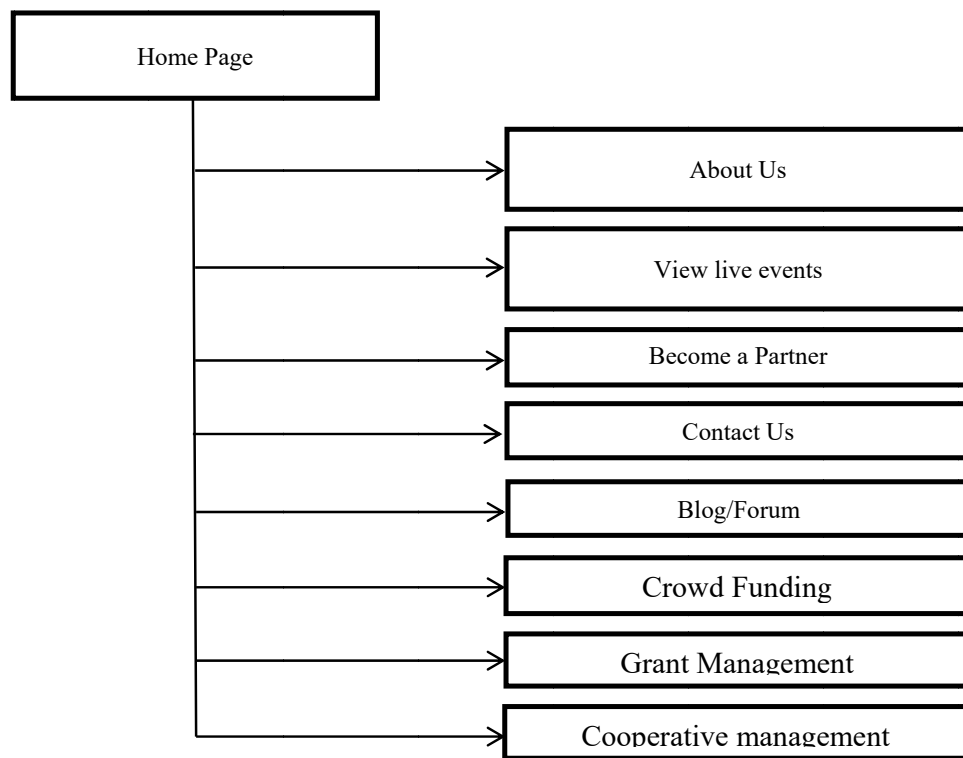 Home Page
About Us
View live events
Become a Partner
Contact Us
Blog/Forum
Crowd Funding
Grant Management
Cooperative management